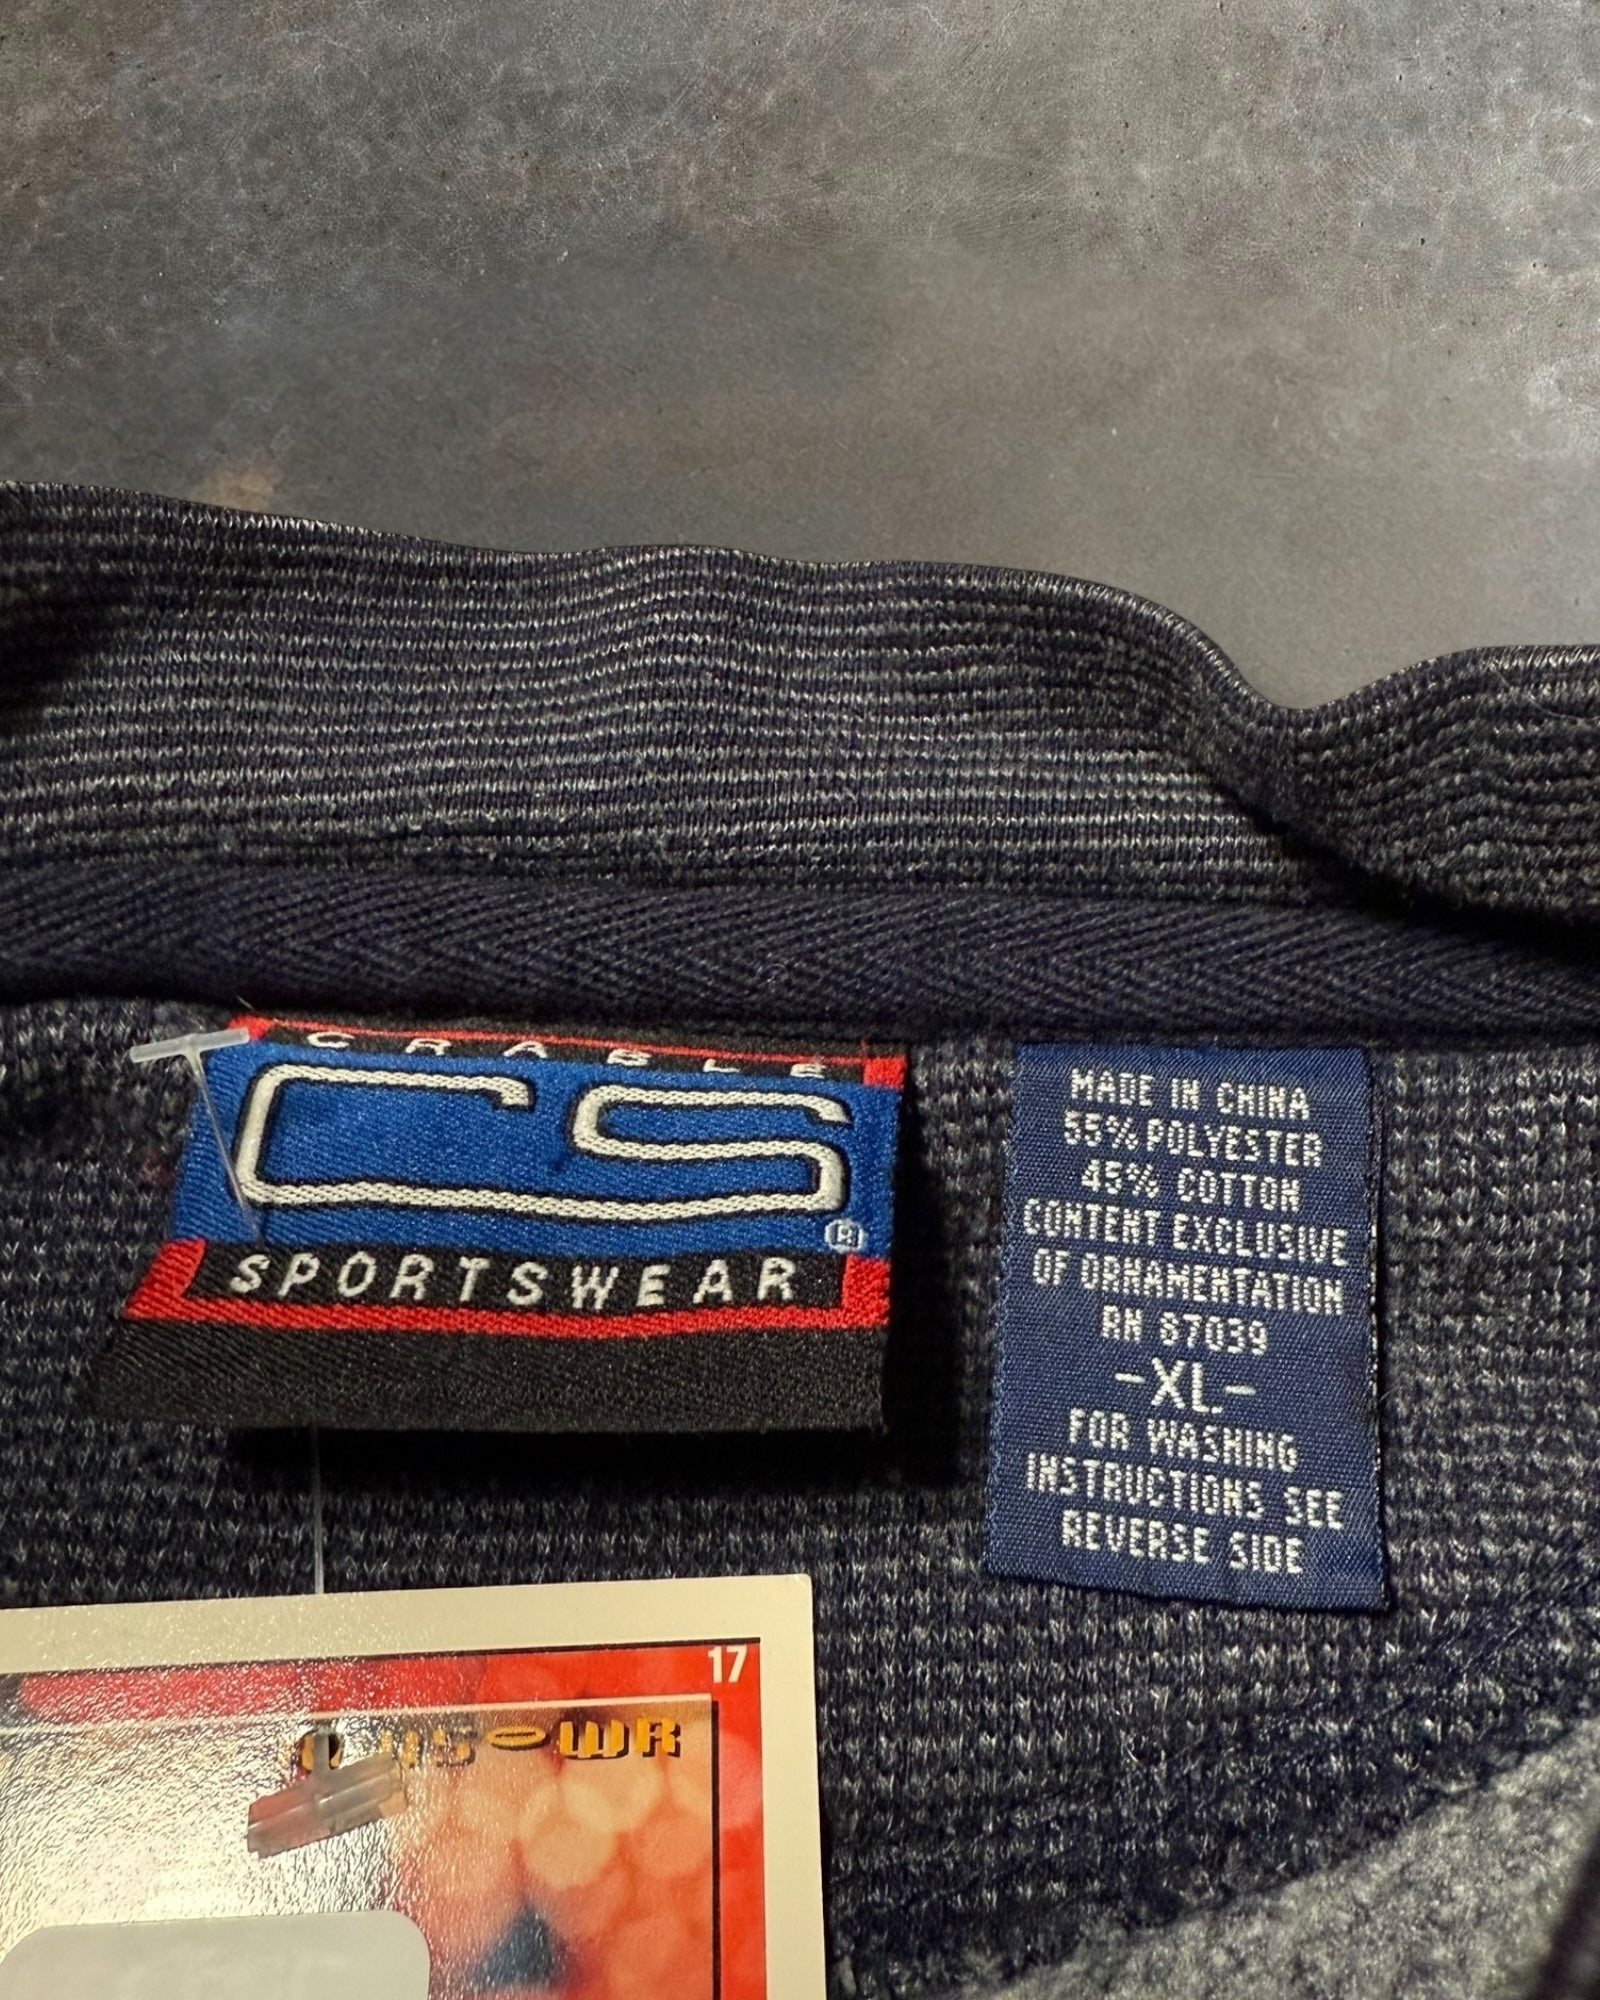 CRABLE
CS
®
SPORTSWEAR
MADE IN CHINA
55% POLYESTER
45% COTTON
CONTENT EXCLUSIVE
OF ORNAMENTATION
RN 87039
-XL-
FOR WASHING
INSTRUCTIONS SEE
REVERSE SIDE
17